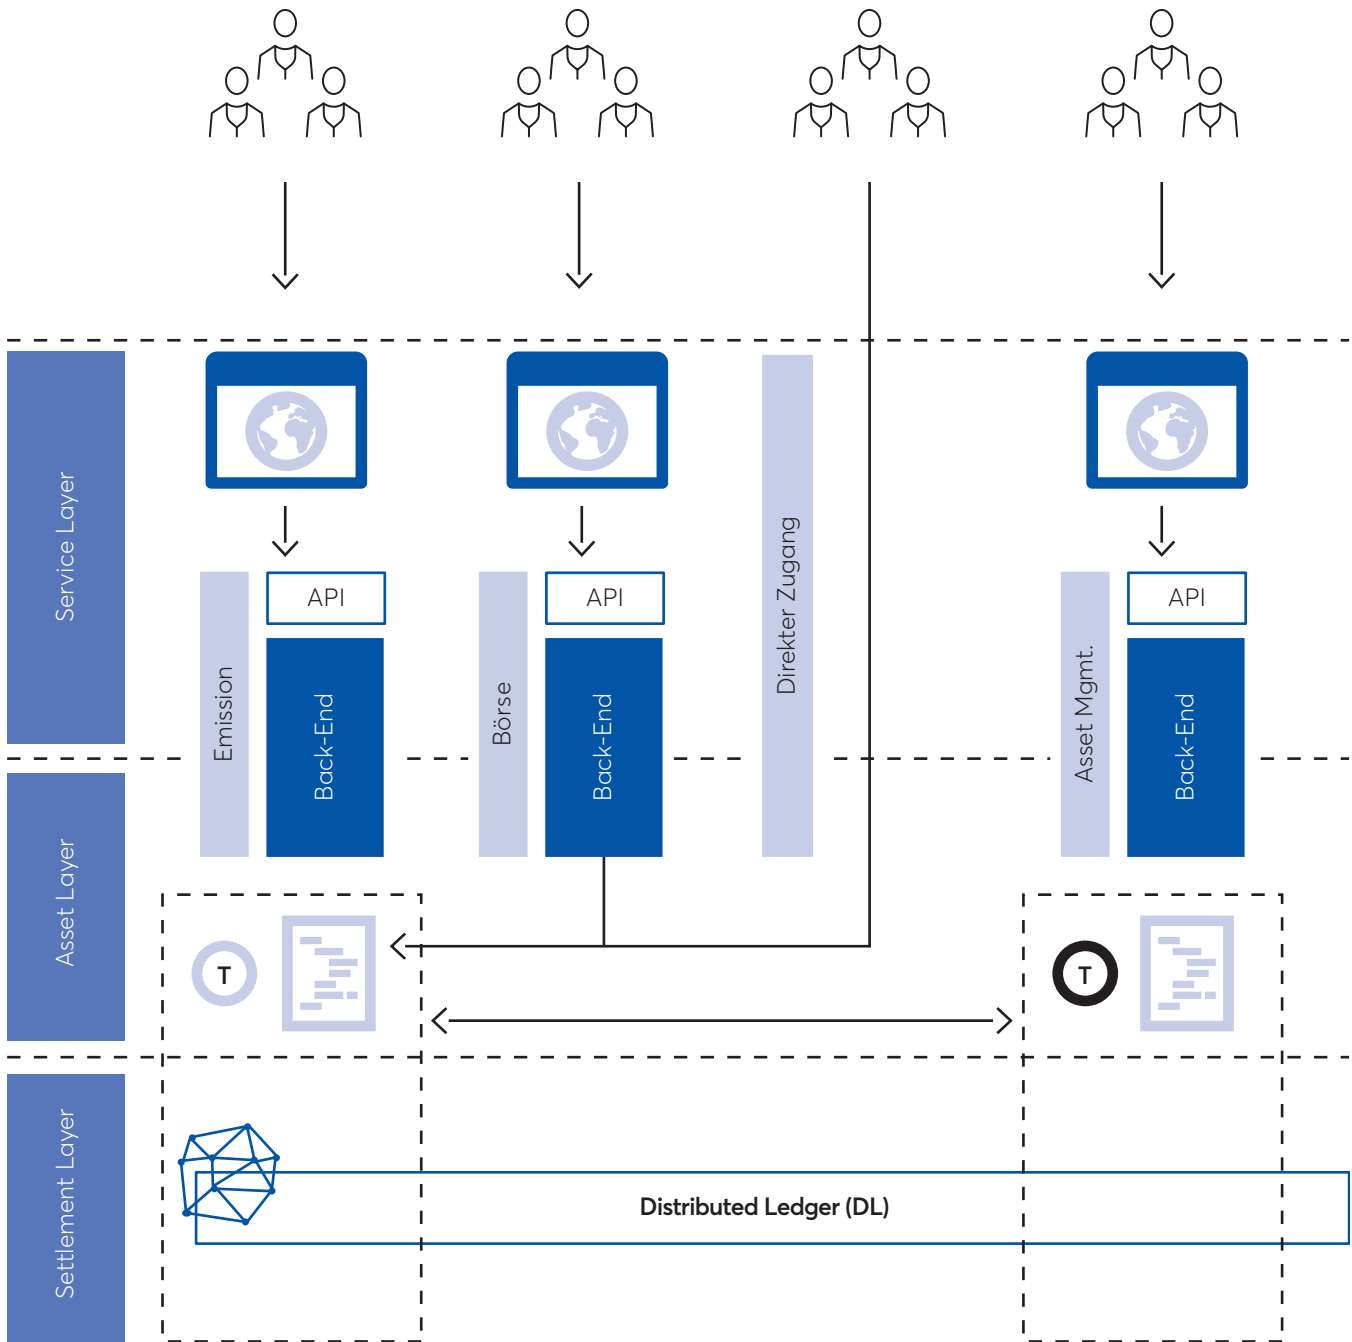 Service Layer
API
API
API
Emission
Back-End
Börse
Back-End
Direkter Zugang
Asset Mgmt.
Back-End
Asset Layer
T
T
Settlement Layer
Distributed Ledger (DL)